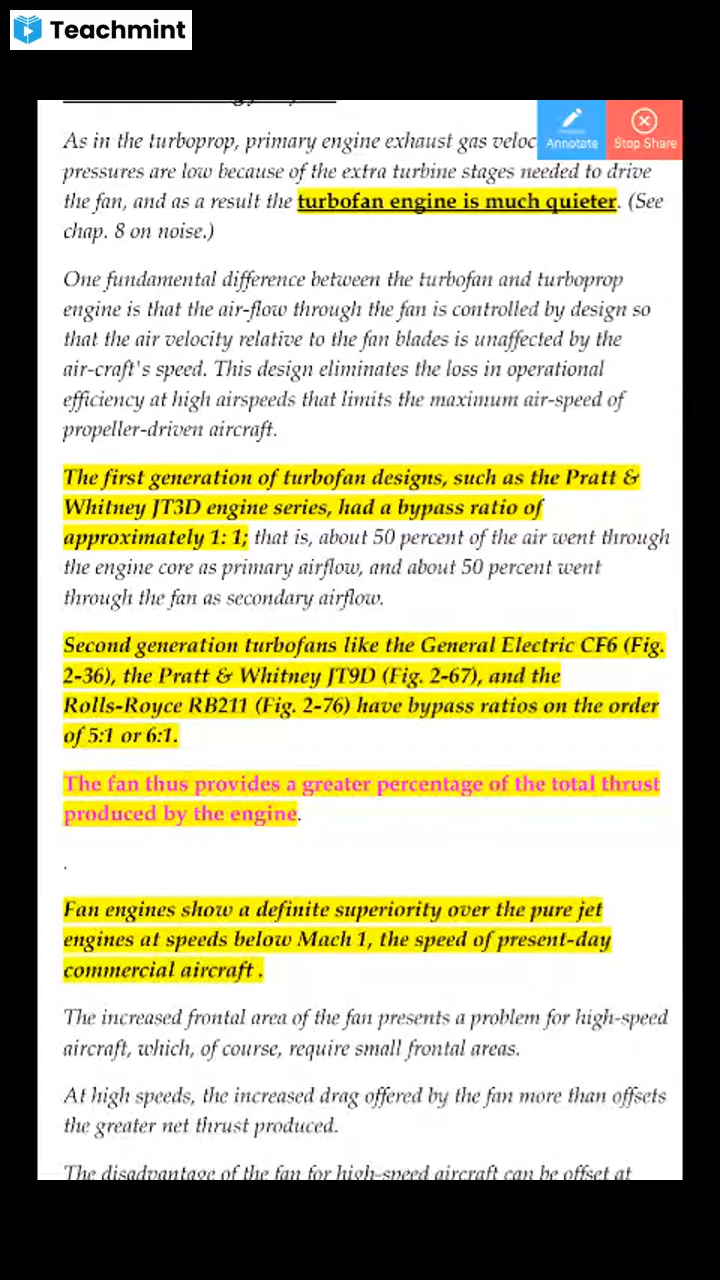 Teachmint
Annotate
Stop Share
As in the turboprop, primary engine exhaust gas
pressures are low because of the extra turbine stages needed to drive
the fan, and as a result the turbofan engine is much quieter. (See
chap. 8 on noise.)
One fundamental difference between the turbofan and turboprop
engine is that the air-flow through the fan is controlled by design so
that the air velocity relative to the fan blades is unaffected by the
air-craft's speed. This design eliminates the loss in operational
efficiency at high airspeeds that limits the maximum air-speed of
propeller-driven aircraft.
The first generation of turbofan designs, such as the Pratt &
Whitney JT3D engine series, had a bypass ratio of
approximately 1: 1; that is, about 50 percent of the air went through
the engine core as primary airflow, and about 50 percent went
through the fan as secondary airflow.
Second generation turbofans like the General Electric CF6 (Fig.
2-36), the Pratt & Whitney JT9D (Fig. 2-67), and the
Rolls-Royce RB211 (Fig. 2-76) have bypass ratios on the order
of 5:1 or 6:1.
The fan thus provides a greater percentage of the total thrust
produced by the engine.
.
Fan engines show a definite superiority over the pure jet
engines at speeds below Mach 1, the speed of present-day
commercial aircraft .
The increased frontal area of the fan presents a problem for high-speed
aircraft, which, of course, require small frontal areas.
At high speeds, the increased drag offered by the fan more than offsets
the greater net thrust produced.
The disadvantage of the fan for high-speed aircraft can be offset at